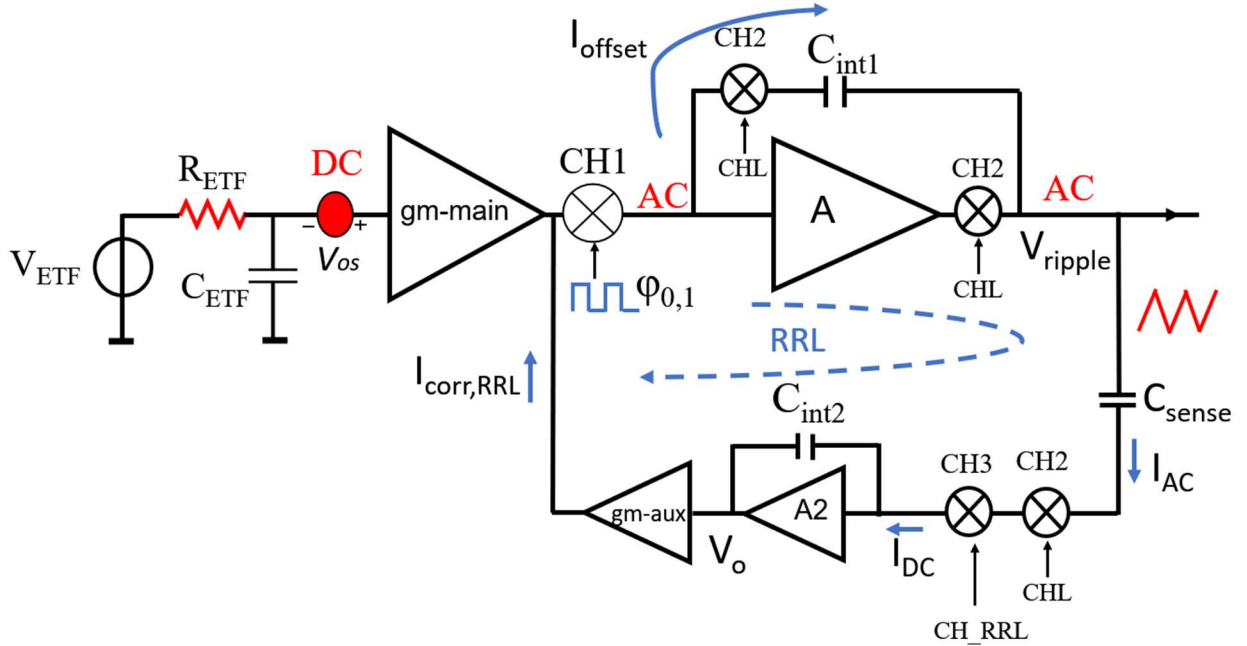 I_offset
CH2
C_int1
CHL
R_ETF
DC
CH1
AC
CH2
AC
gm-main
A
V_ETF
C_ETF
− +
V_os
φ_0,1
CHL
V_ripple
RRL
I_corr,RRL
C_int2
C_sense
CH3
CH2
I_AC
gm-aux
A2
V_o
I_DC
CHL
CH_RRL